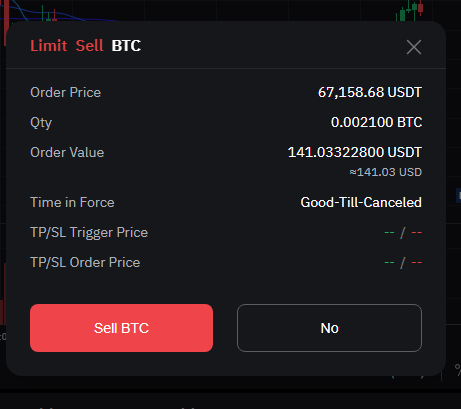 Limit Sell BTC
Order Price 67,158.68 USDT
Qty 0.002100 BTC
Order Value 141.03322800 USDT
≈141.03 USD
Time in Force Good-Till-Canceled
TP/SL Trigger Price -- / --
TP/SL Order Price -- / --
Sell BTC No